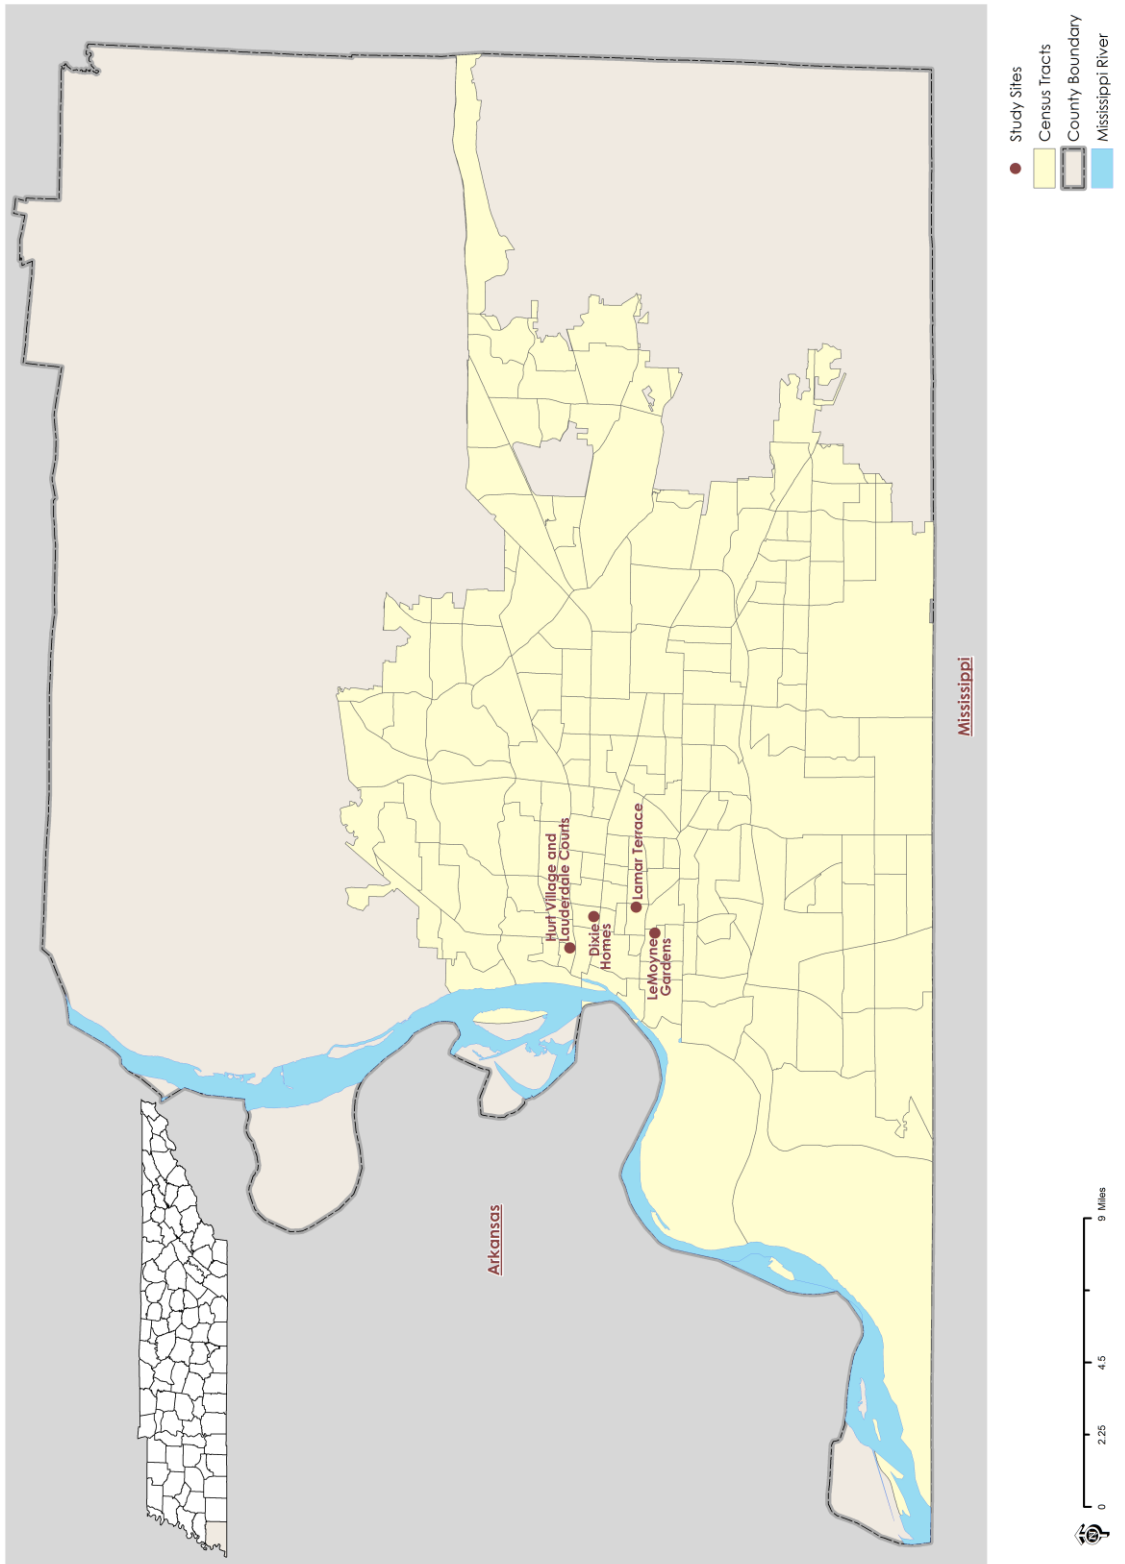 Hurt Village and
Lauderdale Courts
Dixie
Homes
Lamar Terrace
LeMoyne
Gardens
Arkansas
Mississippi
Study Sites
Census Tracts
County Boundary
Mississippi River
N
0 2.25 4.5 9 Miles